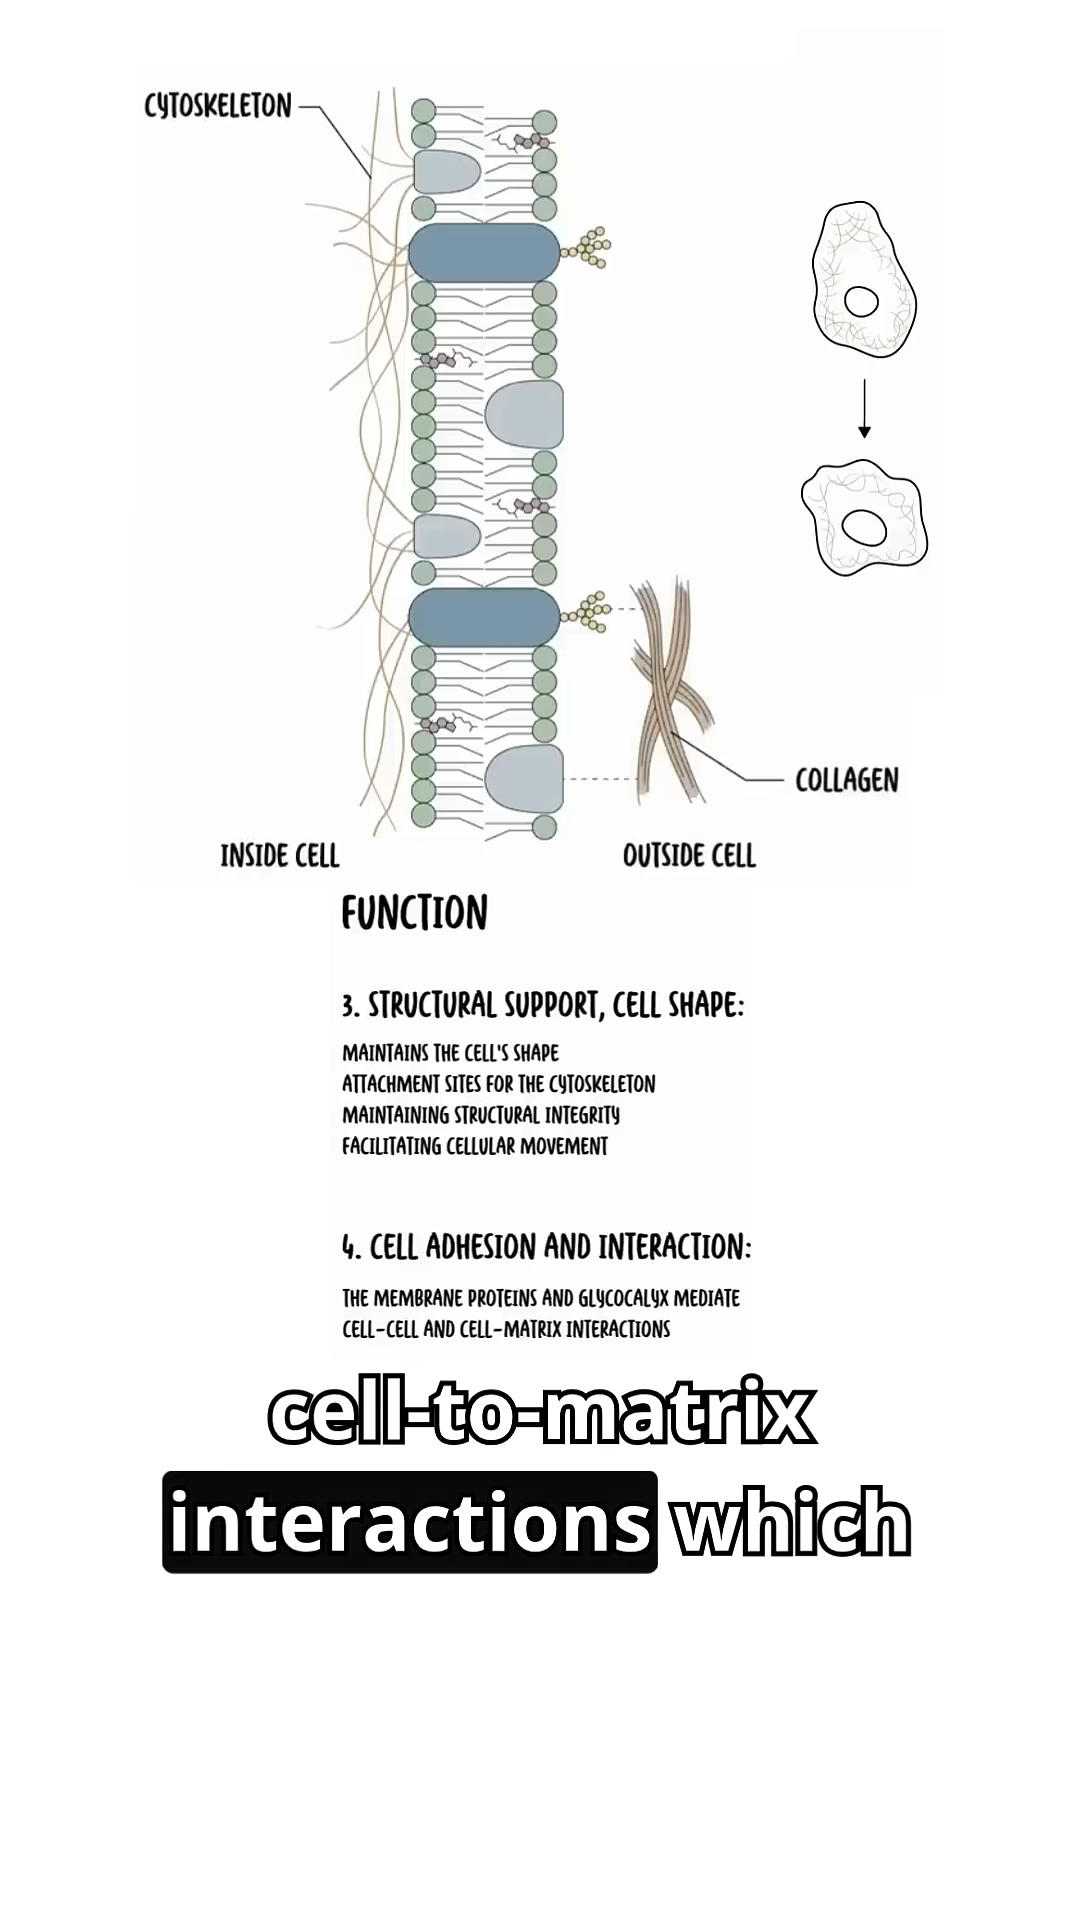 CYTOSKELETON
COLLAGEN
INSIDE CELL
OUTSIDE CELL
FUNCTION
3. STRUCTURAL SUPPORT, CELL SHAPE:
MAINTAINS THE CELL'S SHAPE
ATTACHMENT SITES FOR THE CYTOSKELETON
MAINTAINING STRUCTURAL INTEGRITY
FACILITATING CELLULAR MOVEMENT
4. CELL ADHESION AND INTERACTION:
THE MEMBRANE PROTEINS AND GLYCOCALYX MEDIATE
CELL-CELL AND CELL-MATRIX INTERACTIONS
cell-to-matrix
interactions which